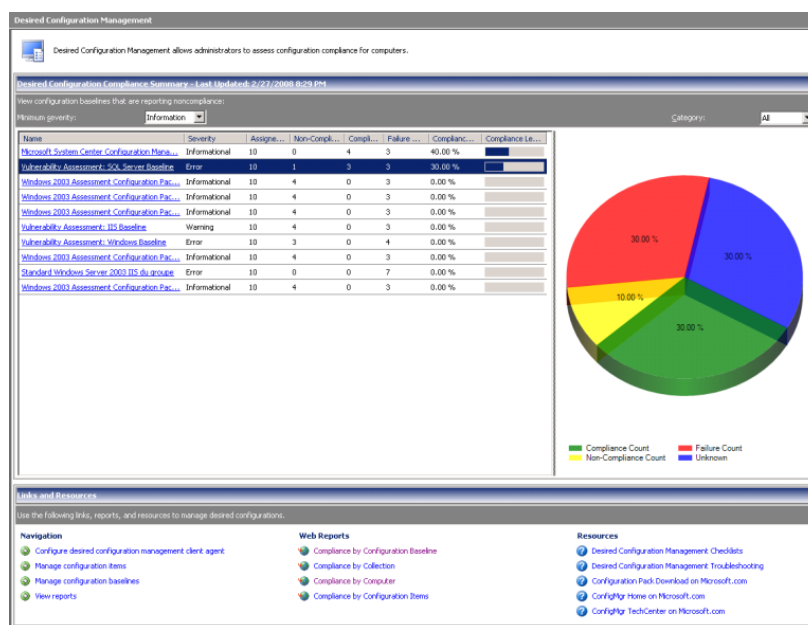 Desired Configuration Management
Desired Configuration Management allows administrators to assess configuration compliance for computers.
Desired Configuration Compliance Summary - Last Updated: 2/27/2008 8:29 PM
View configuration baselines that are reporting noncompliance:
Minimum severity: Information Category: All
Name Severity Assigne... Non-Compli... Compli... Failure ... Complianc... Compliance Le...
Microsoft System Center Configuration Mana... Informational 10 0 4 3 40.00 %
Vulnerability Assessment: SQL Server Baseline Error 10 1 3 3 30.00 %
Windows 2003 Assessment Configuration Pac... Informational 10 4 0 3 0.00 %
Windows 2003 Assessment Configuration Pac... Informational 10 4 0 3 0.00 %
Windows 2003 Assessment Configuration Pac... Informational 10 4 0 3 0.00 %
Vulnerability Assessment: IIS Baseline Warning 10 4 0 3 0.00 %
Vulnerability Assessment: Windows Baseline Error 10 3 0 4 0.00 %
Windows 2003 Assessment Configuration Pac... Informational 10 4 0 3 0.00 %
Standard Windows Server 2003 IIS du groupe Error 10 0 0 7 0.00 %
Windows 2003 Assessment Configuration Pac... Informational 10 4 0 3 0.00 %
30.00 %
30.00 %
10.00 %
30.00 %
Compliance Count Failure Count
Non-Compliance Count Unknown
Links and Resources
Use the following links, reports, and resources to manage desired configurations.
Navigation
Configure desired configuration management client agent
Manage configuration items
Manage configuration baselines
View reports
Web Reports
Compliance by Configuration Baseline
Compliance by Collection
Compliance by Computer
Compliance by Configuration Items
Resources
Desired Configuration Management Checklists
Desired Configuration Management Troubleshooting
Configuration Pack Download on Microsoft.com
ConfigMgr Home on Microsoft.com
ConfigMgr TechCenter on Microsoft.com